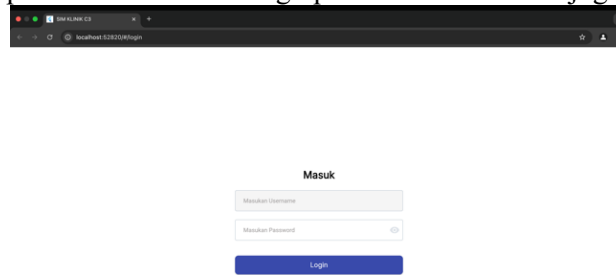 SIM KLINIK C3
localhost:52820/#/login
Masuk
Masukan Username
Masukan Password
Login